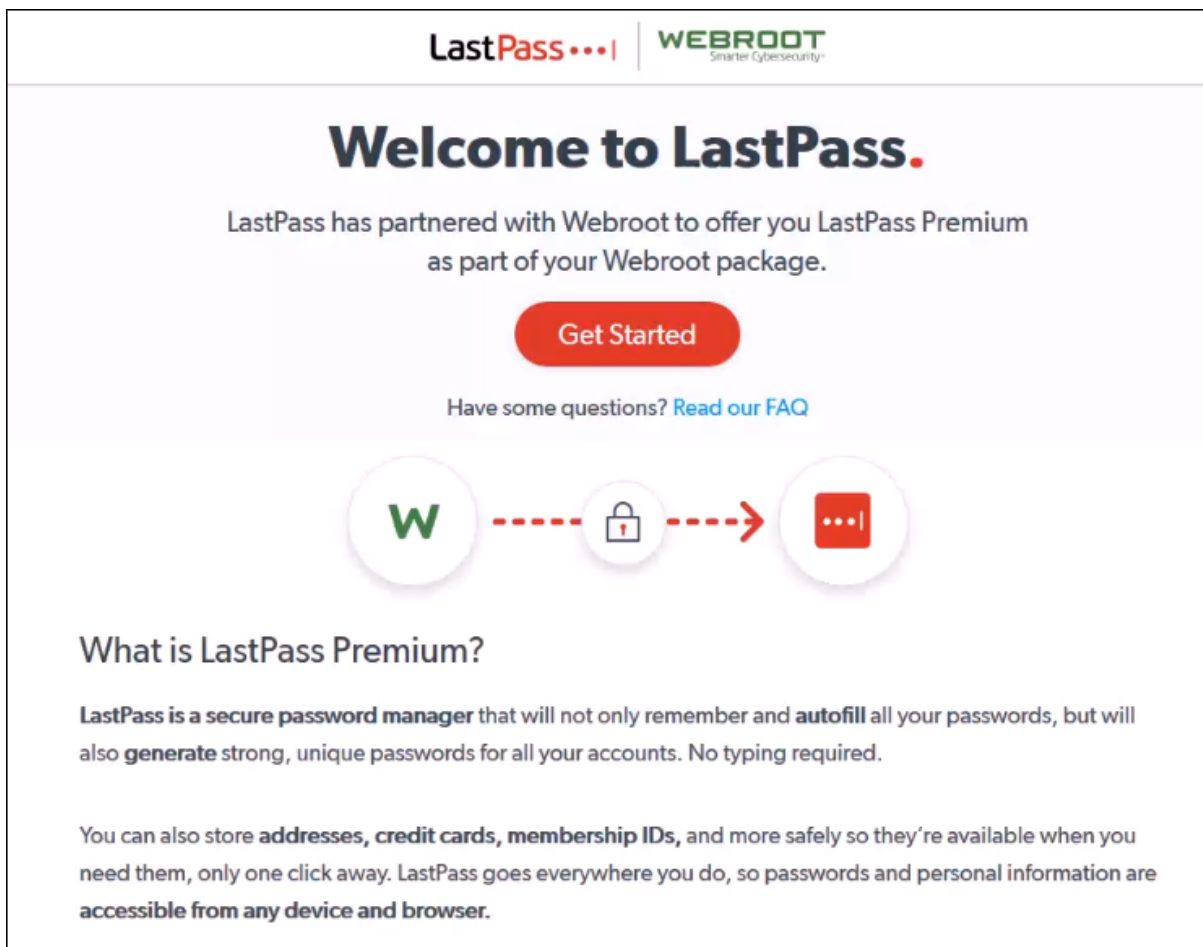 LastPass
WEBROOT
Smarter Cybersecurity
Welcome to LastPass.
LastPass has partnered with Webroot to offer you LastPass Premium
as part of your Webroot package.
Get Started
Have some questions? Read our FAQ
W
What is LastPass Premium?
LastPass is a secure password manager that will not only remember and autofill all your passwords, but will
also generate strong, unique passwords for all your accounts. No typing required.
You can also store addresses, credit cards, membership IDs, and more safely so they’re available when you
need them, only one click away. LastPass goes everywhere you do, so passwords and personal information are
accessible from any device and browser.